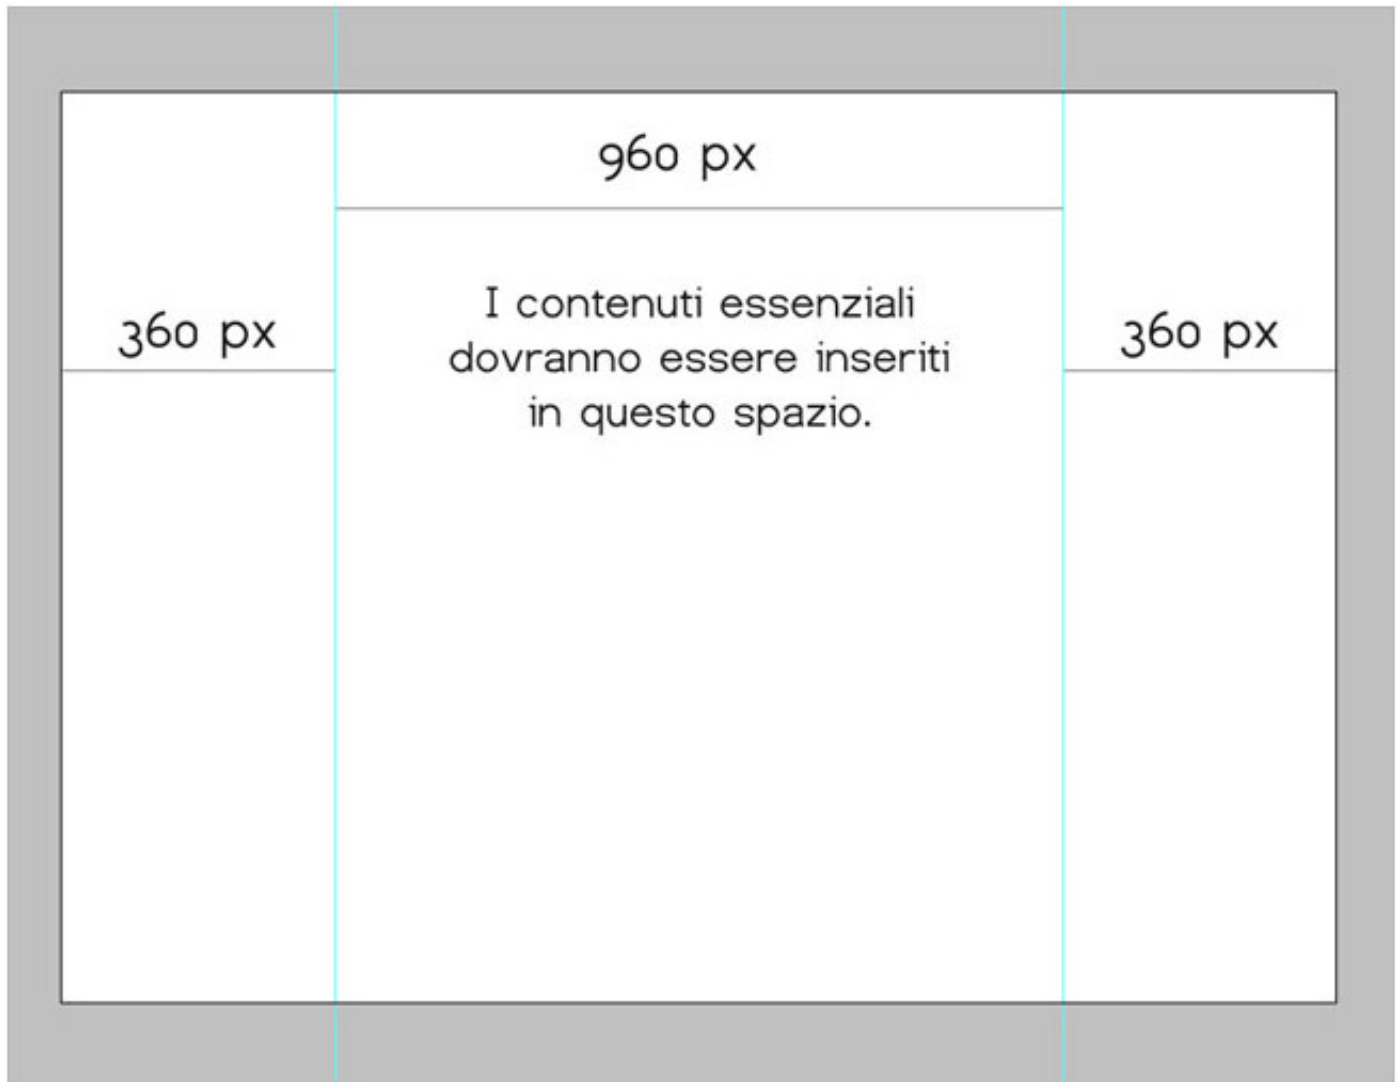 960 px
I contenuti essenziali
360 px
360 px
dovranno essere inseriti
in questo spazio.